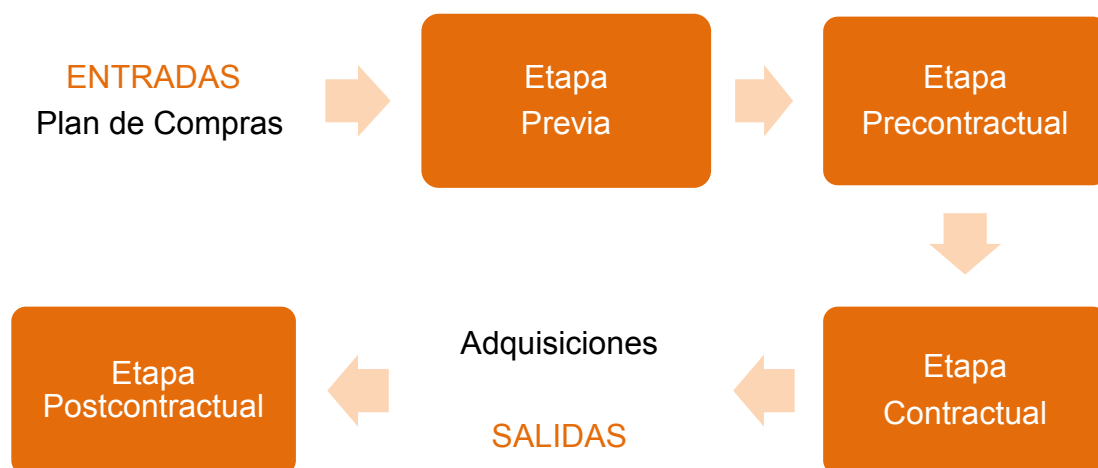 ENTRADAS
Plan de Compras
Etapa
Previa
Etapa
Precontractual
Etapa
Contractual
Adquisiciones
SALIDAS
Etapa
Postcontractual